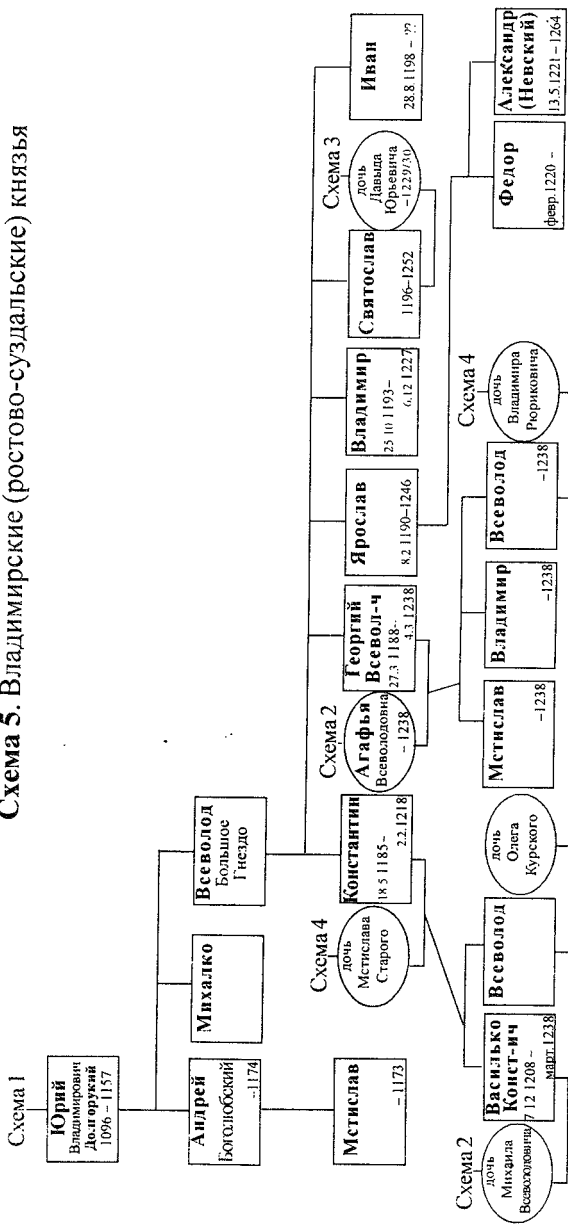 Схема 5. Владимирские (ростово-суздальские) князья
Схема 1
Юрий
Владимирович
Долгорукий
1096 – 1157
Андрей
Боголюбский
–1174
Михалко
Всеволод
Большое
Гнездо
Мстислав
– 1173
Схема 4
дочь
Мстислава
Старого
Константин
18 5 1185 –
2.2.1218
Схема 2
Агафья
Всеволодовна
– 1238
Георгий
Всевол-ч
27.3 1188–
4.3 1238
Ярослав
8.2 1190–1246
Владимир
25 10 1193–
6.12 1227
Святослав
1196–1252
Схема 3
дочь
Давыда
Юрьевича
–1229/30
Иван
28.8.1198 – ??
Схема 2
дочь
Михаила
Всеволодовича
Василько
Конст-ич
7 12 1208 –
март.1238
Всеволод
дочь
Олега
Курского
Мстислав
–1238
Владимир
–1238
Всеволод
–1238
Схема 4
дочь
Владимира
Рюриковича
Федор
февр.1220 –
Александр
(Невский)
13.5.1221 – 1264